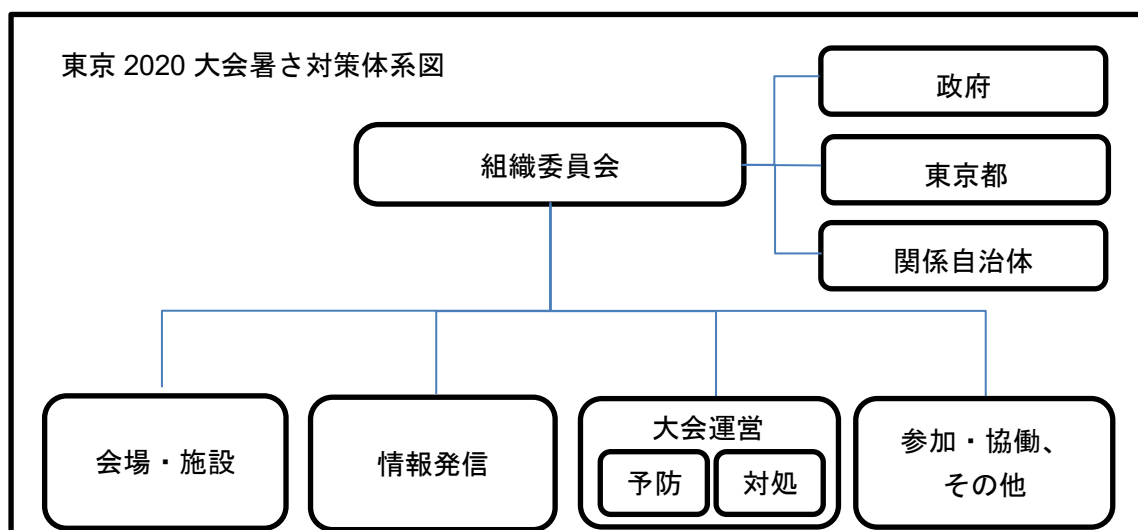 東京 2020 大会暑さ対策体系図
政府
組織委員会
東京都
関係自治体
会場・施設
情報発信
大会運営
予防
対処
参加・協働、
その他